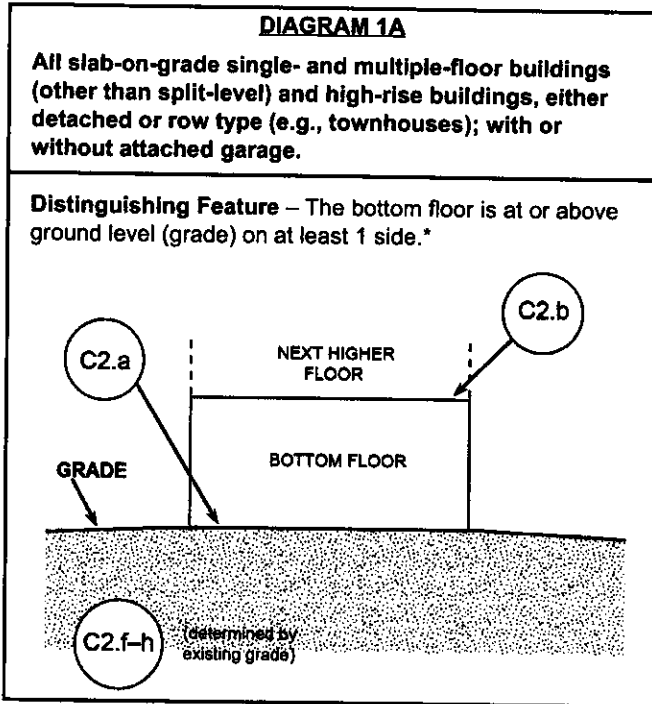 DIAGRAM 1A
All slab-on-grade single- and multiple-floor buildings
(other than split-level) and high-rise buildings, either
detached or row type (e.g., townhouses); with or
without attached garage.
Distinguishing Feature – The bottom floor is at or above
ground level (grade) on at least 1 side.*
C2.b
C2.a
NEXT HIGHER
FLOOR
BOTTOM FLOOR
GRADE
C2.f–h
(determined by
existing grade)